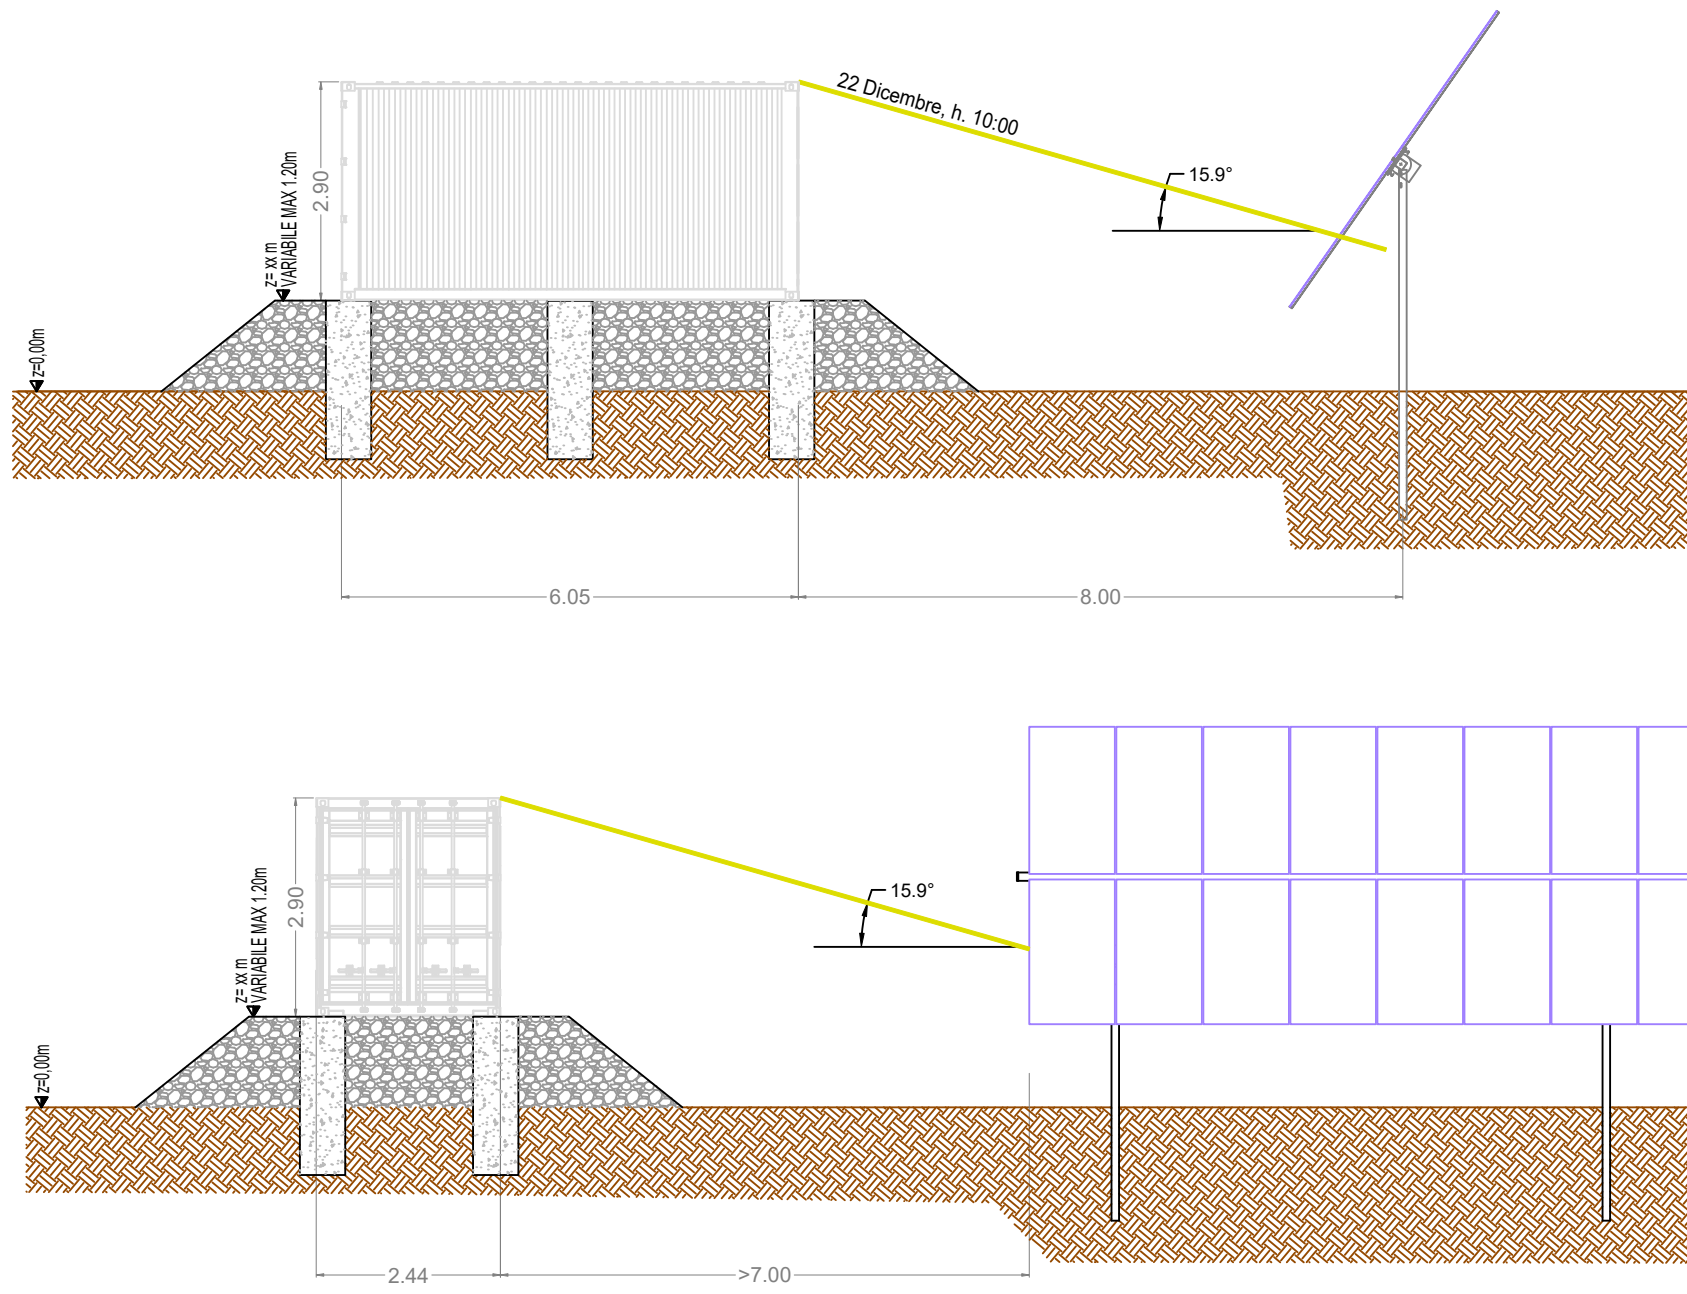 22 Dicembre, h. 10:00
15.9°
2.90
z= xx m
VARIABILE MAX 1.20m
z=0,00m
6.05
8.00
15.9°
2.90
z= xx m
VARIABILE MAX 1.20m
z=0,00m
2.44
>7.00